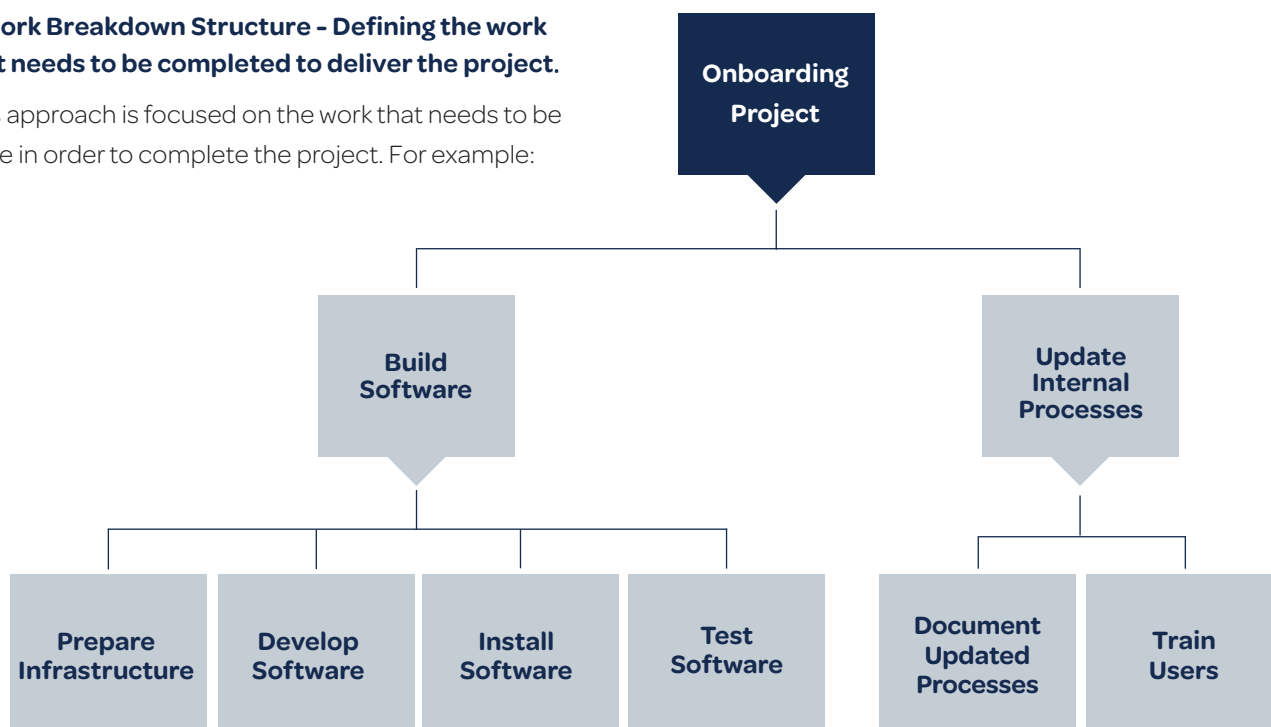 ork Breakdown Structure - Defining the work
t needs to be completed to deliver the project.
approach is focused on the work that needs to be
e in order to complete the project. For example:
Onboarding
Project
Build
Software
Update
Internal
Processes
Prepare
Infrastructure
Develop
Software
Install
Software
Test
Software
Document
Updated
Processes
Train
Users